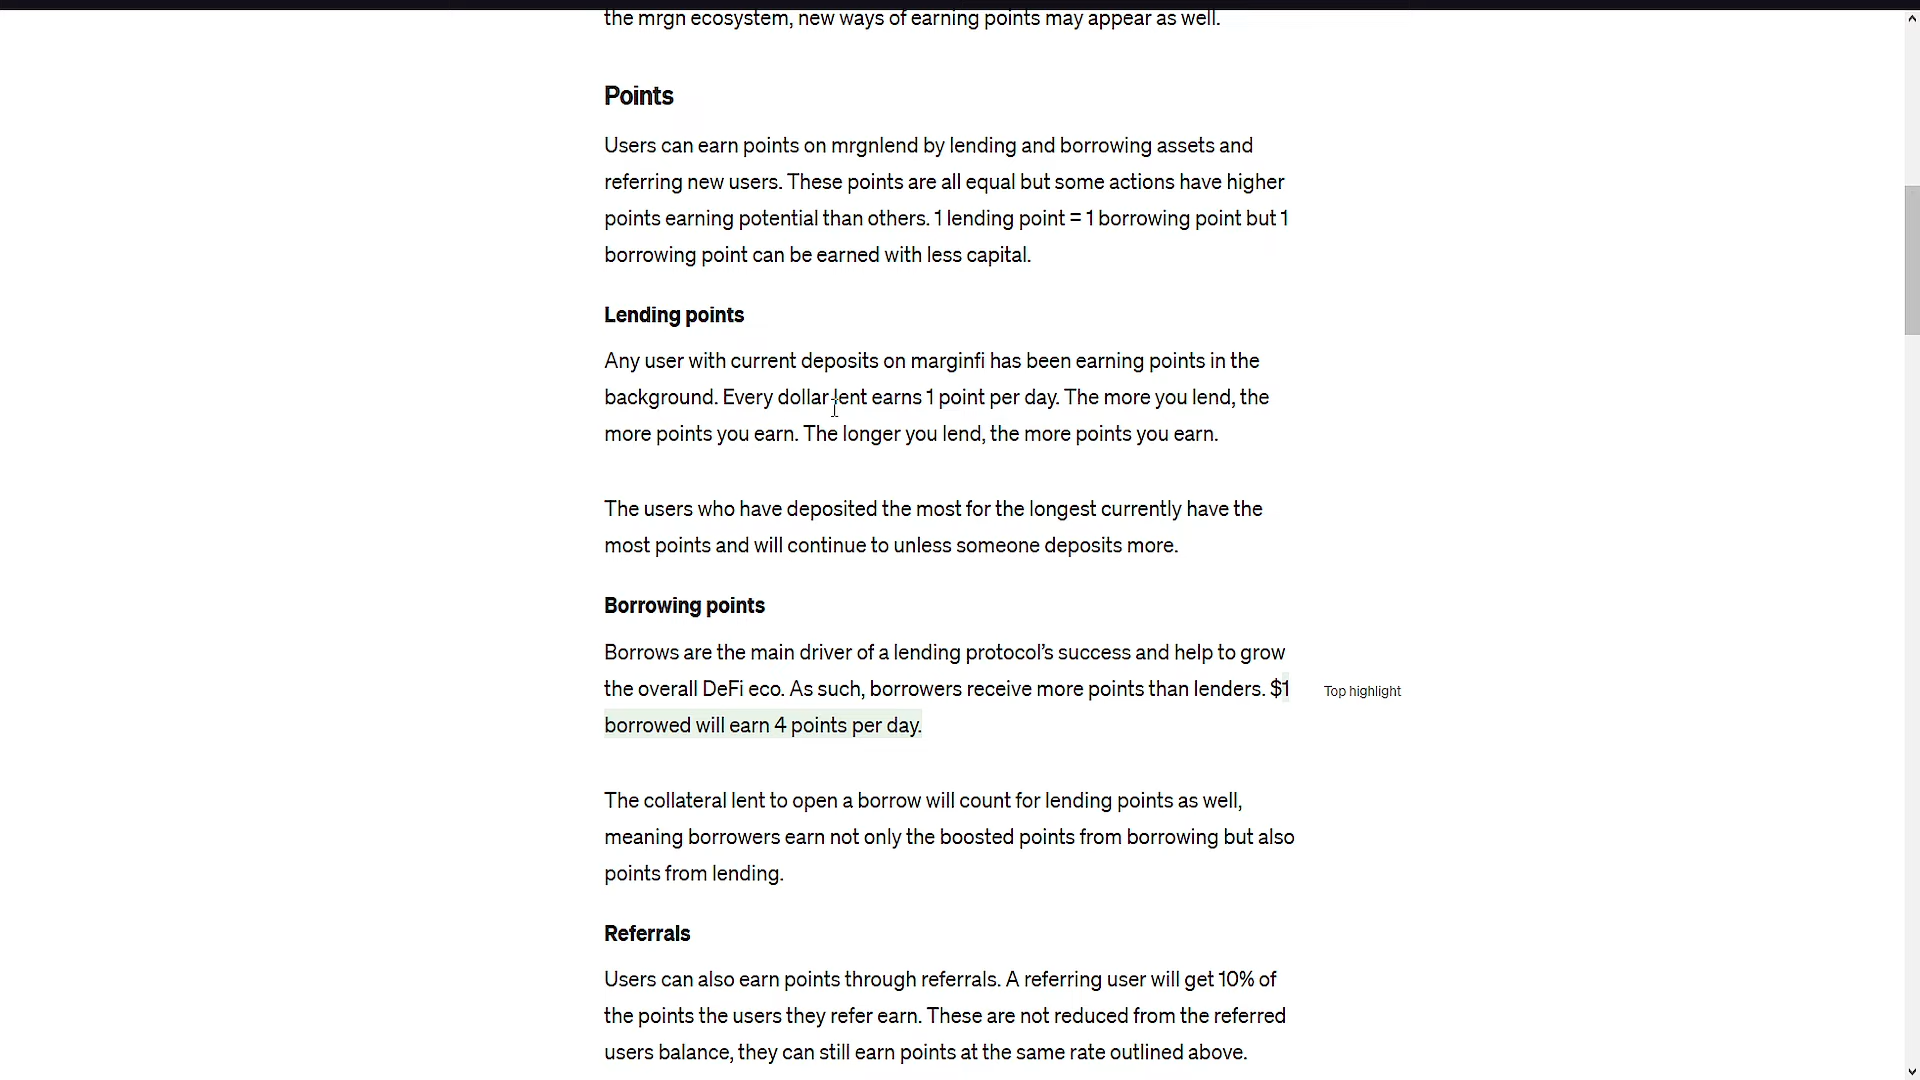 the mrgn ecosystem, new ways of earning points may appear as well.
Points
Users can earn points on mrgnlend by lending and borrowing assets and
referring new users. These points are all equal but some actions have higher
points earning potential than others. 1 lending point = 1 borrowing point but 1
borrowing point can be earned with less capital.
Lending points
Any user with current deposits on marginfi has been earning points in the
background. Every dollar lent earns 1 point per day. The more you lend, the
more points you earn. The longer you lend, the more points you earn.
The users who have deposited the most for the longest currently have the
most points and will continue to unless someone deposits more.
Borrowing points
Borrows are the main driver of a lending protocol’s success and help to grow
the overall DeFi eco. As such, borrowers receive more points than lenders. $1
Top highlight
borrowed will earn 4 points per day.
The collateral lent to open a borrow will count for lending points as well,
meaning borrowers earn not only the boosted points from borrowing but also
points from lending.
Referrals
Users can also earn points through referrals. A referring user will get 10% of
the points the users they refer earn. These are not reduced from the referred
users balance, they can still earn points at the same rate outlined above.